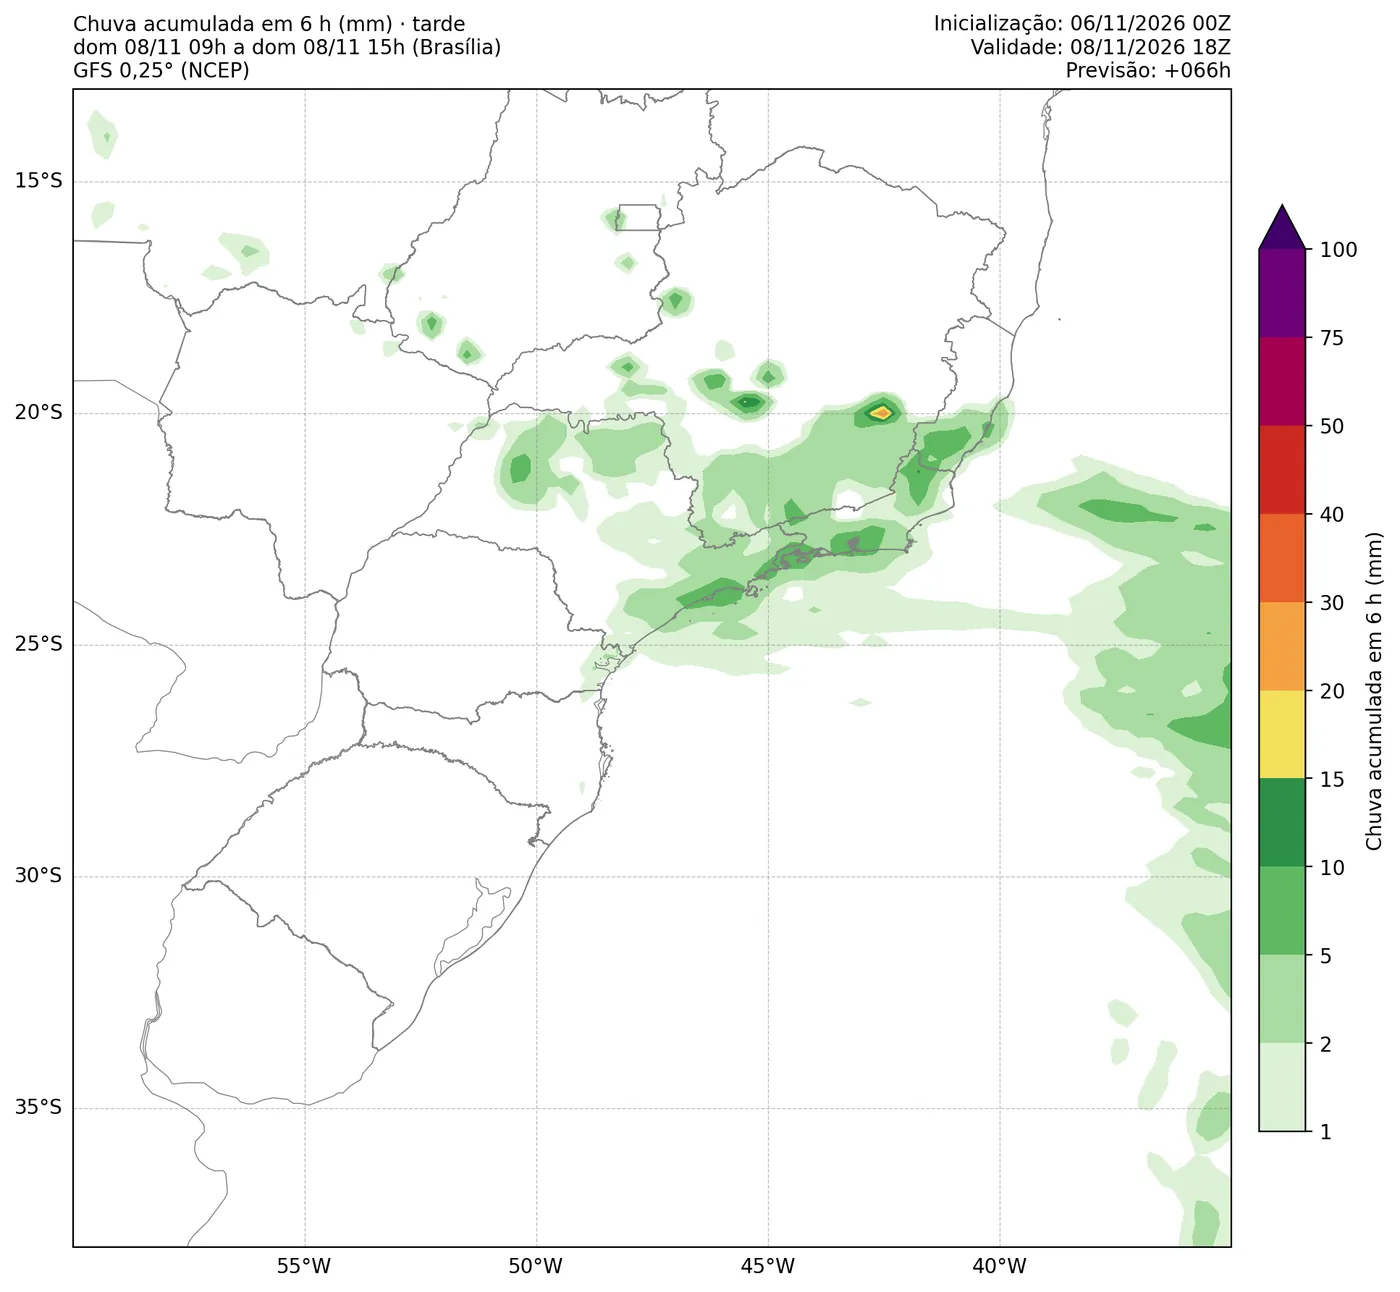 Chuva acumulada em 6 h (mm) · tarde
dom 08/11 09h a dom 08/11 15h (Brasília)
GFS 0,25° (NCEP)
Inicialização: 06/11/2026 00Z
Validade: 08/11/2026 18Z
Previsão: +066h
15°S
20°S
25°S
30°S
35°S
55°W
50°W
45°W
40°W
100
75
50
40
30
20
15
10
5
2
1
Chuva acumulada em 6 h (mm)